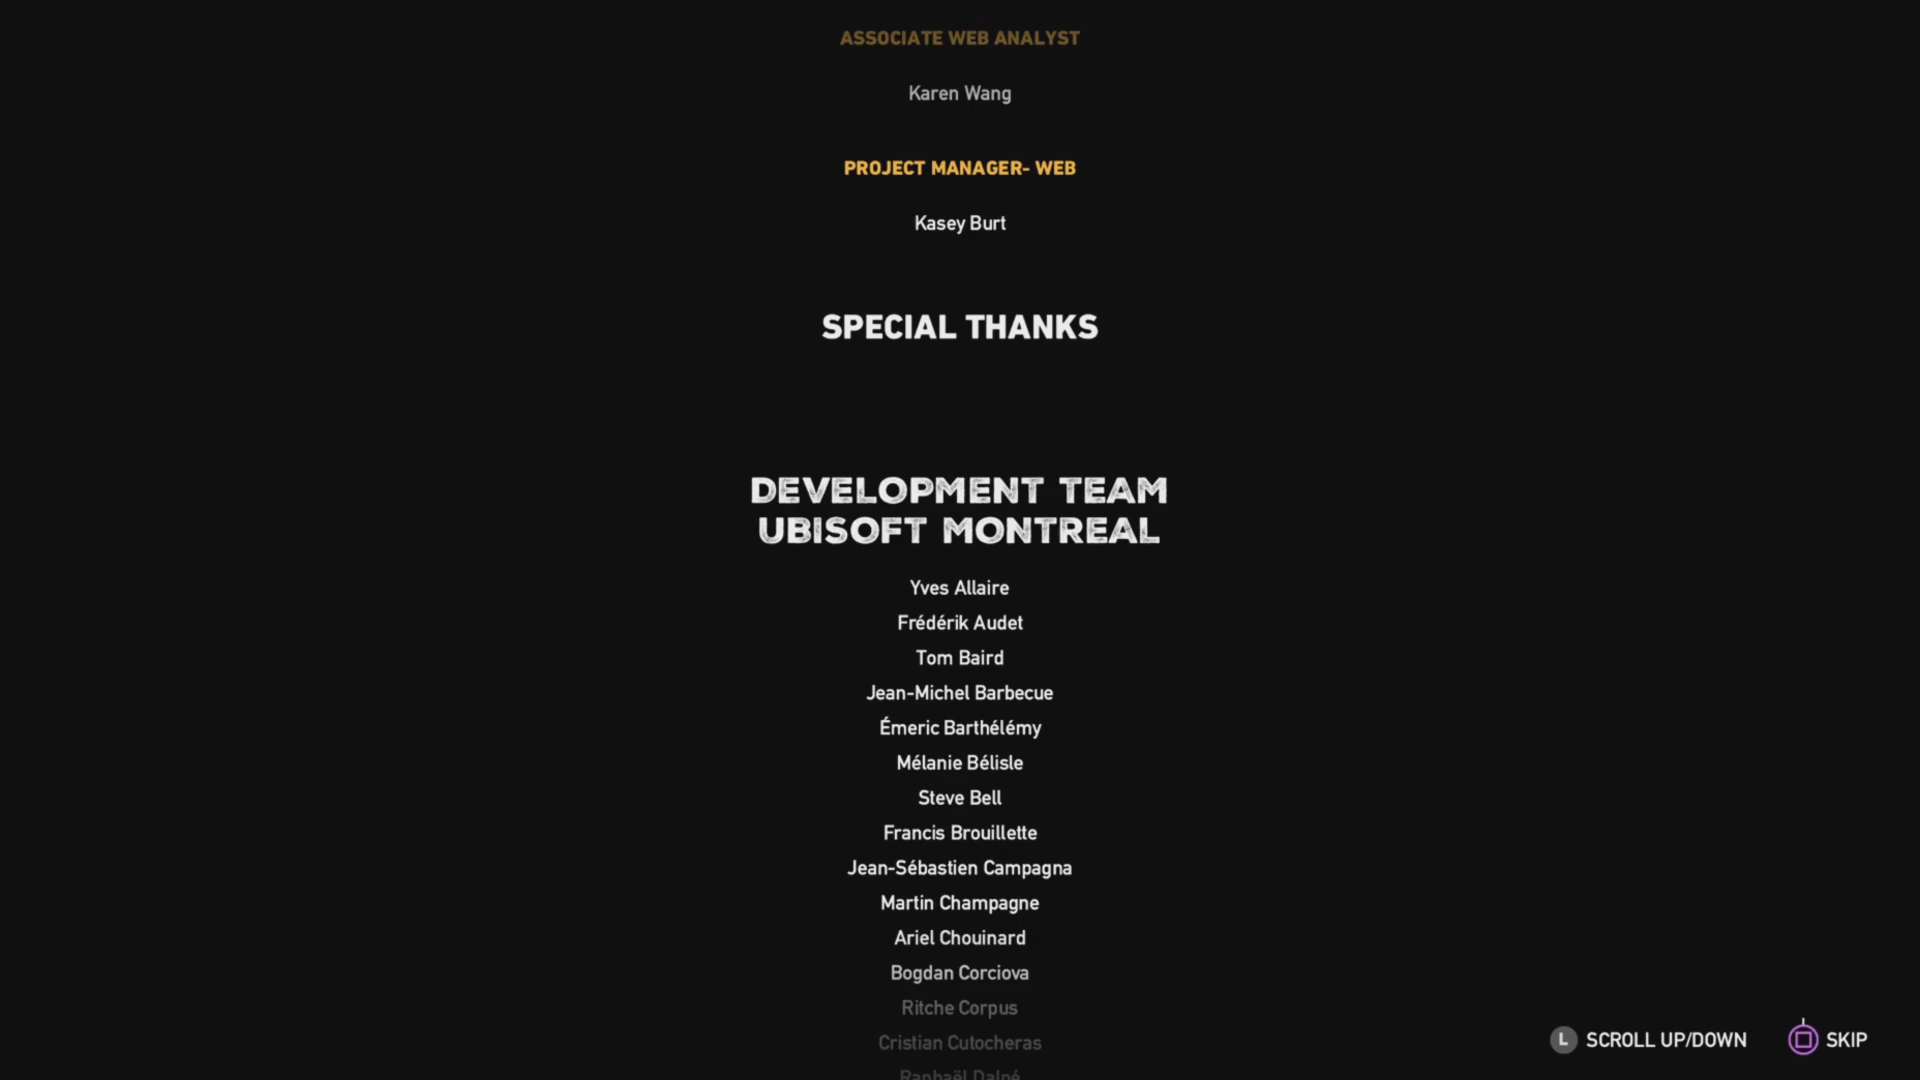 ASSOCIATE WEB ANALYST
Karen Wang
PROJECT MANAGER- WEB
Kasey Burt
SPECIAL THANKS
DEVELOPMENT TEAM
UBISOFT MONTREAL
Yves Allaire
Frédérik Audet
Tom Baird
Jean-Michel Barbecue
Émeric Barthélémy
Mélanie Bélisle
Steve Bell
Francis Brouillette
Jean-Sébastien Campagna
Martin Champagne
Ariel Chouinard
Bogdan Corciova
Ritche Corpus
Cristian Cutocheras
Raphaël Dalpé
L SCROLL UP/DOWN SKIP